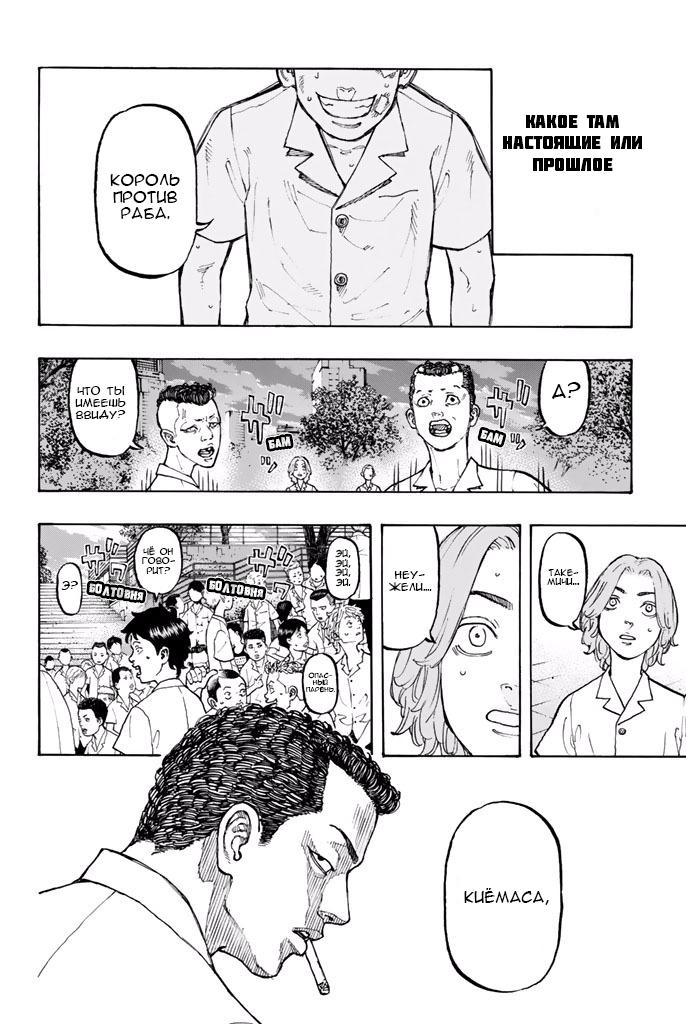 КАКОЕ ТАМ
НАСТОЯЩИЕ ИЛИ
ПРОШЛОЕ
КОРОЛЬ
ПРОТИВ
РАБА,
А?
БАМ
ЧТО ТЫ
ИМЕЕШЬ
ВВИДУ?
БАМ
ТАКЕ-
МИЧИ...
НЕУ-
ЖЕЛИ....
ЭЙ,
ЭЙ,
ЭЙ,
ЭЙ,
БОЛТОВНЯ
ЧЁ ОН
ГОВО-
РИТ?
БОЛТОВНЯ
Э?
ОПАС-
НЫЙ
ПАРЕНЬ.
КИЁМАСА,